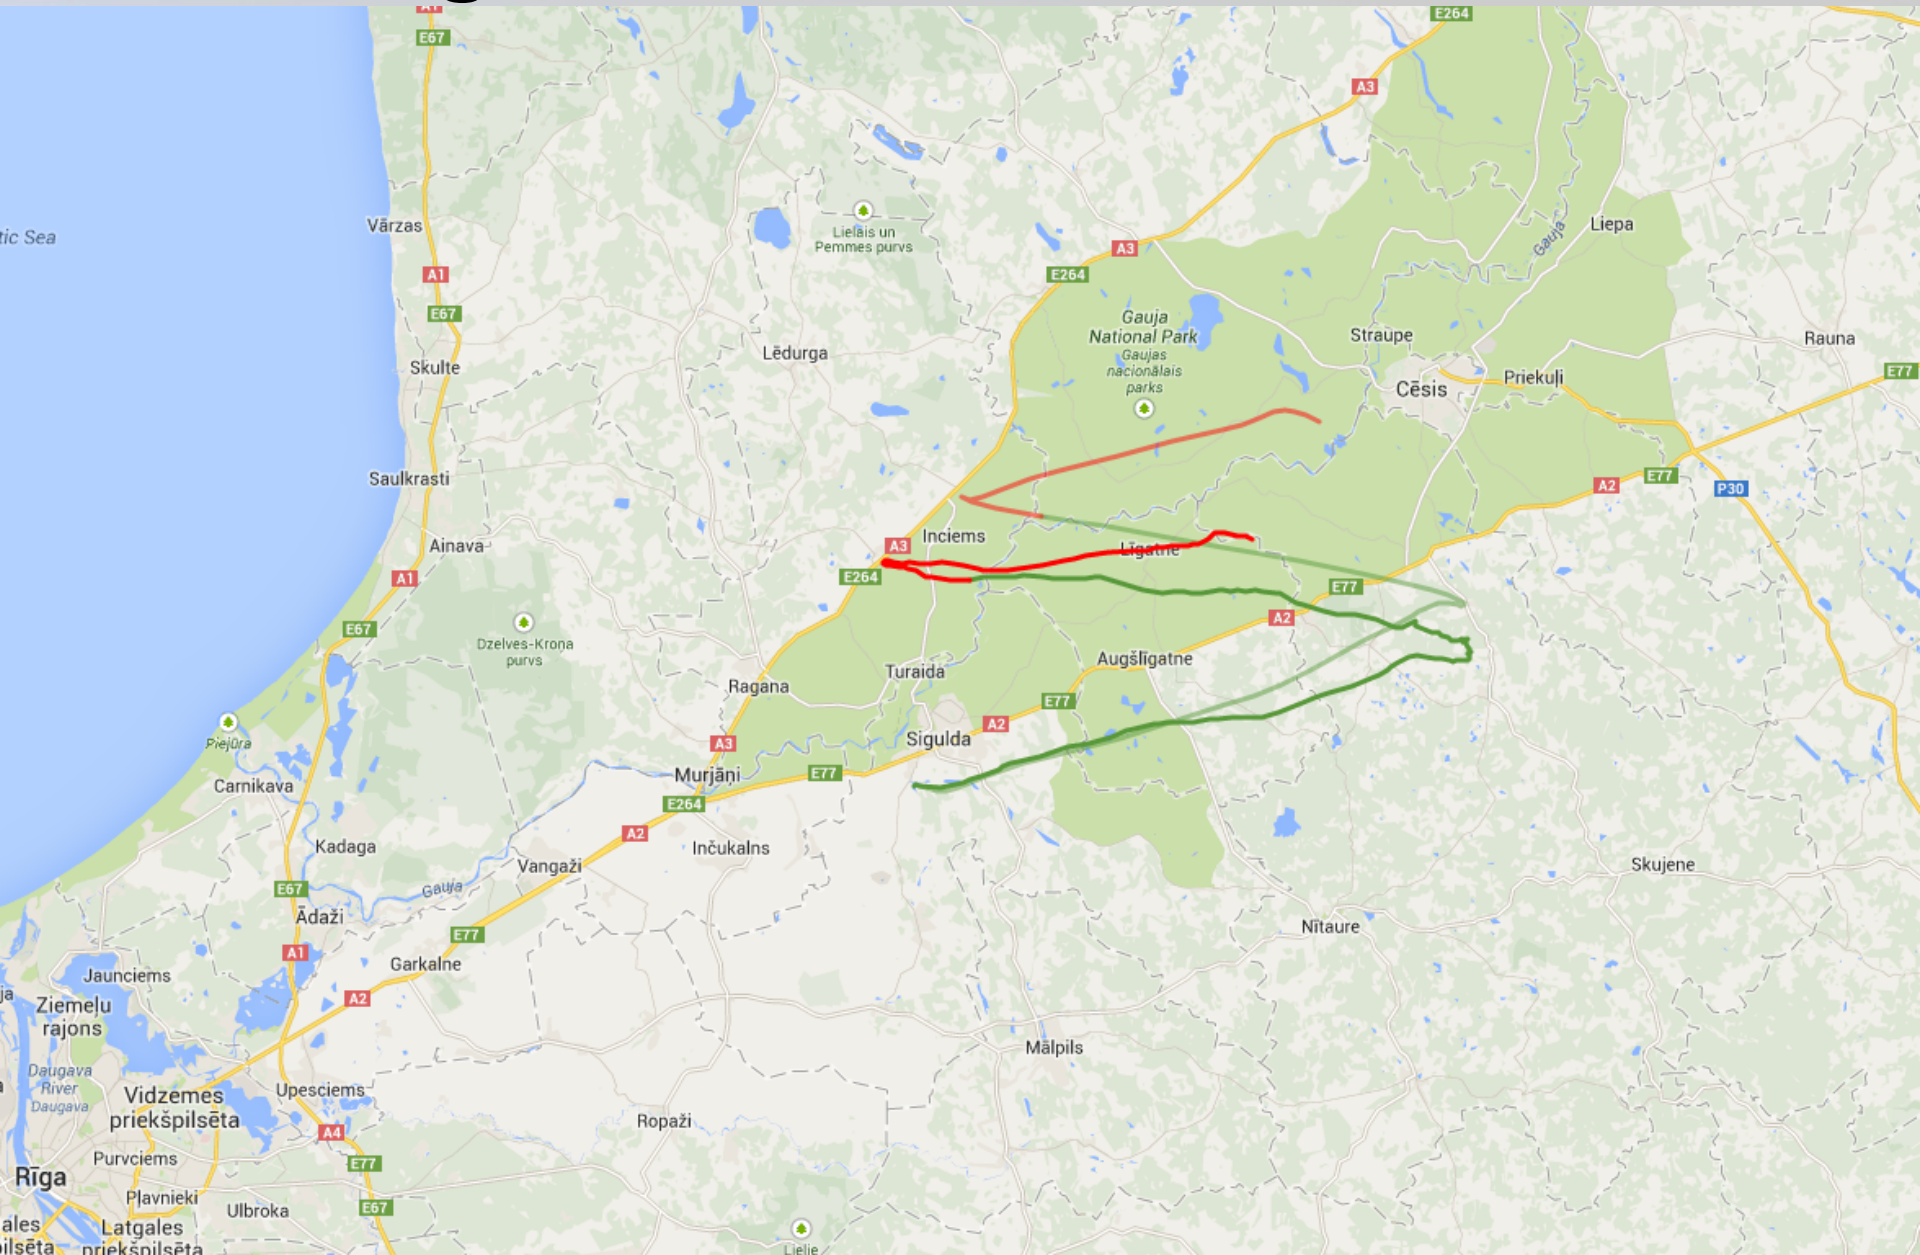 A1
E264
E67
A3
Vārzas
Liepa
Gauja
Lielais un
Pemmes purvs
tic Sea
A3
A1
E264
E67
Gauja
National Park
Gaujas
nacionālais
parks
Straupe
Rauna
Lēdurga
Skulte
E77
Priekuļi
Cēsis
Saulkrasti
A2
E77
P30
Inciems
Ainava
A3
Līgatne
A1
E264
E77
A2
E67
Dzelves-Kroņa
purvs
Augšlīgatne
Turaida
Ragana
E77
A2
Piejūra
A3
Sigulda
Murjāņi
E77
Carnikava
E264
A2
Kadaga
Inčukalns
Vangaži
Skujene
E67
Gauja
Ādaži
Nītaure
E77
A1
Garkalne
Jaunciems
ja
A2
Ziemeļu
rajons
Mālpils
Daugava
River
Daugava
Upesciems
Vidzemes
priekšpilsēta
Ropaži
A4
Purvciems
E77
Rīga
Pļavnieki
E67
Ulbroka
ales
pilsēta
Latgales
priekšpilsēta
Lielie